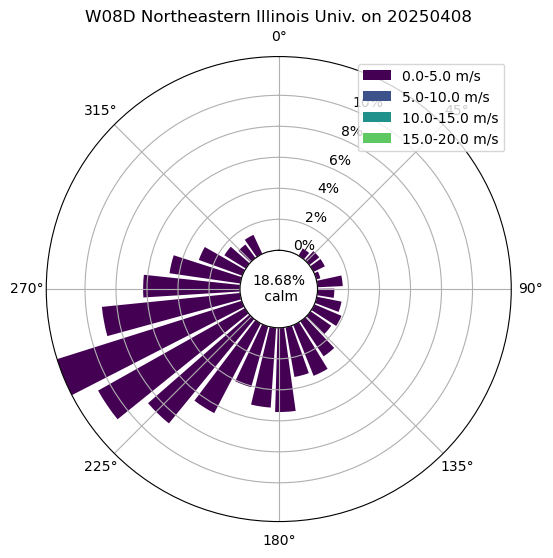 W08D Northeastern Illinois Univ. on 20250408
0°
45°
90°
135°
180°
225°
270°
315°
0%
2%
4%
6%
8%
10%
0.0-5.0 m/s
5.0-10.0 m/s
10.0-15.0 m/s
15.0-20.0 m/s
18.68%
calm